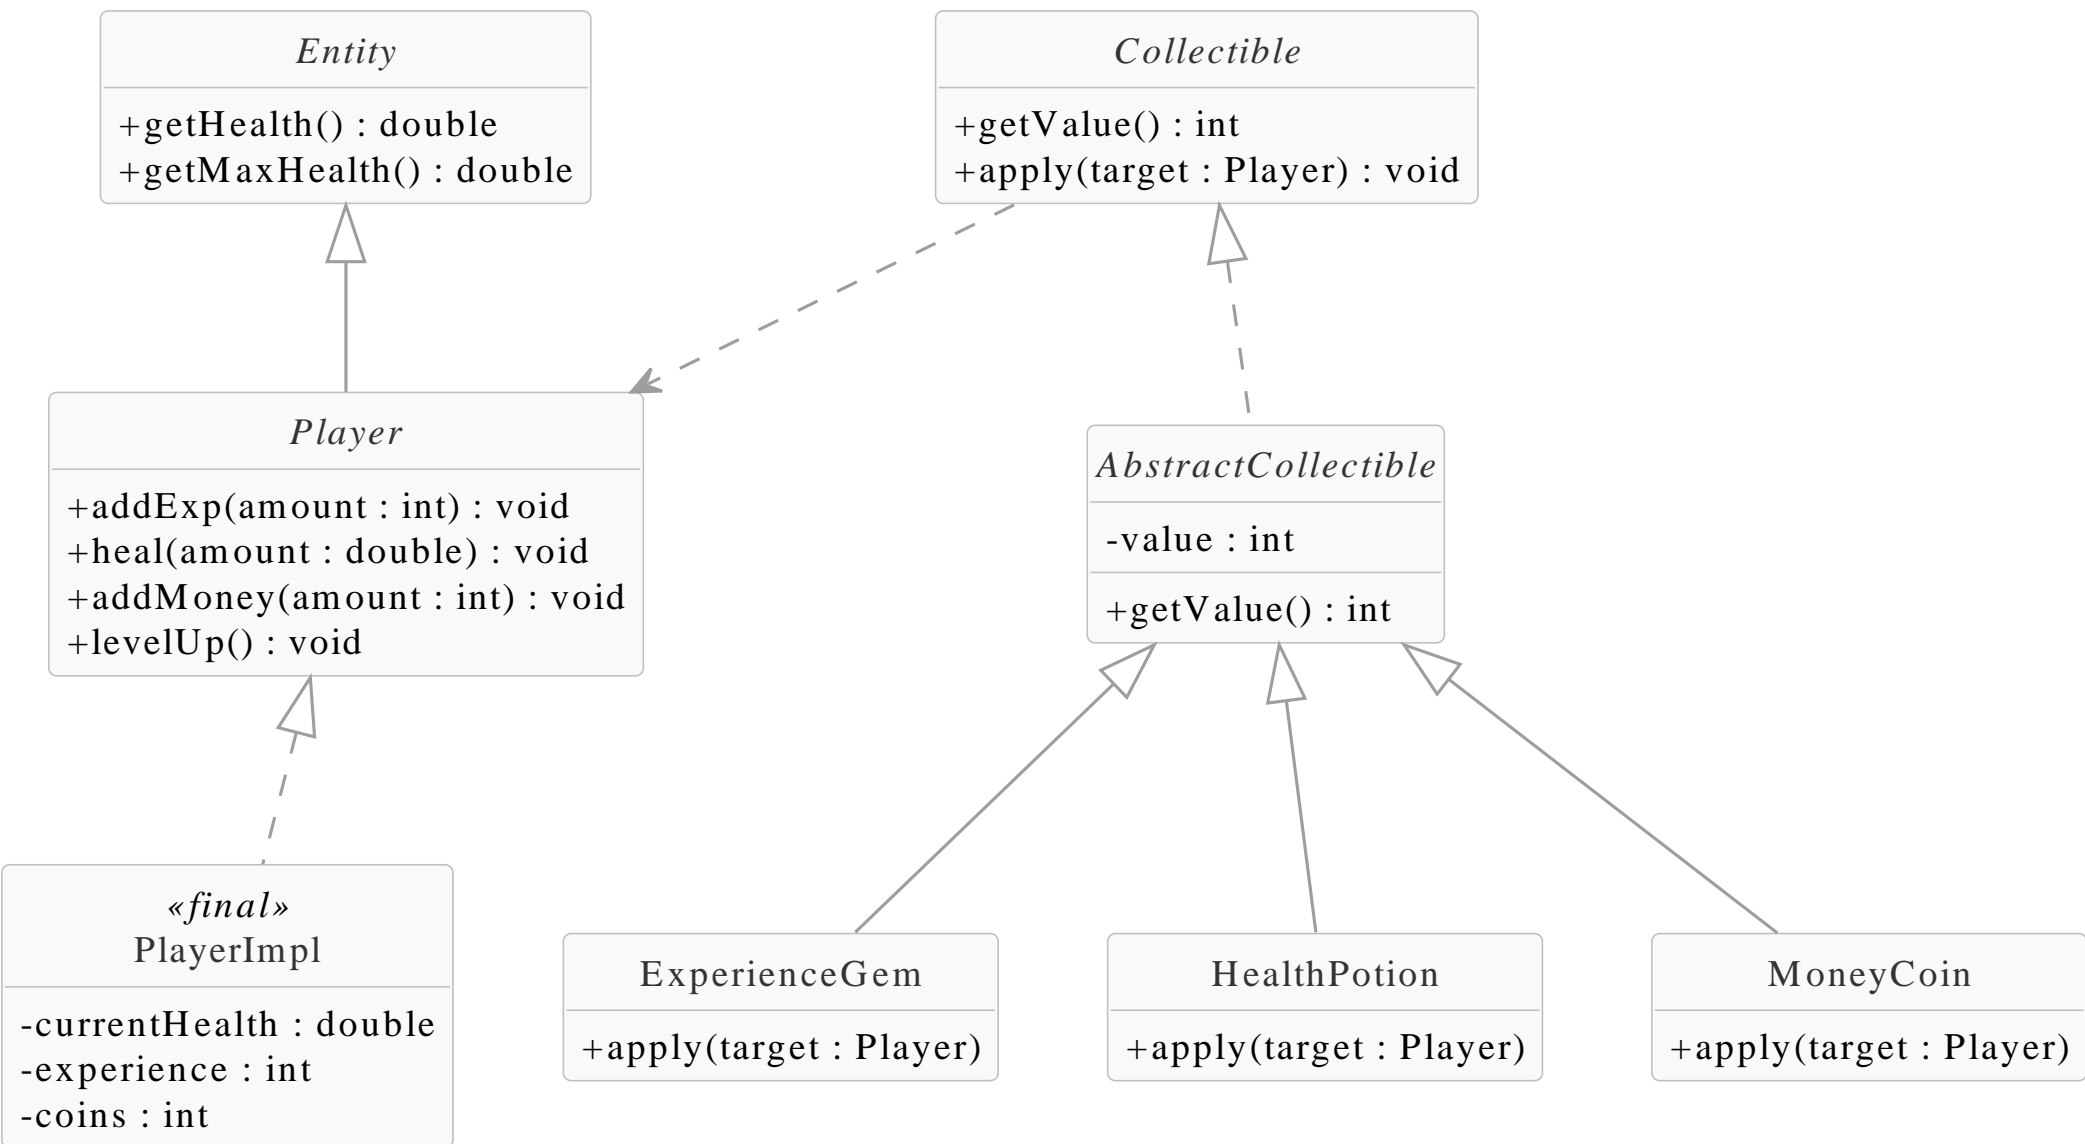 Entity
+getHealth() : double
+getMaxHealth() : double
Collectible
+getValue() : int
+apply(target : Player) : void
Player
+addExp(amount : int) : void
+heal(amount : double) : void
+addMoney(amount : int) : void
+levelUp() : void
AbstractCollectible
-value : int
+getValue() : int
«final»
PlayerImpl
-currentHealth : double
-experience : int
-coins : int
ExperienceGem
+apply(target : Player)
HealthPotion
+apply(target : Player)
MoneyCoin
+apply(target : Player)